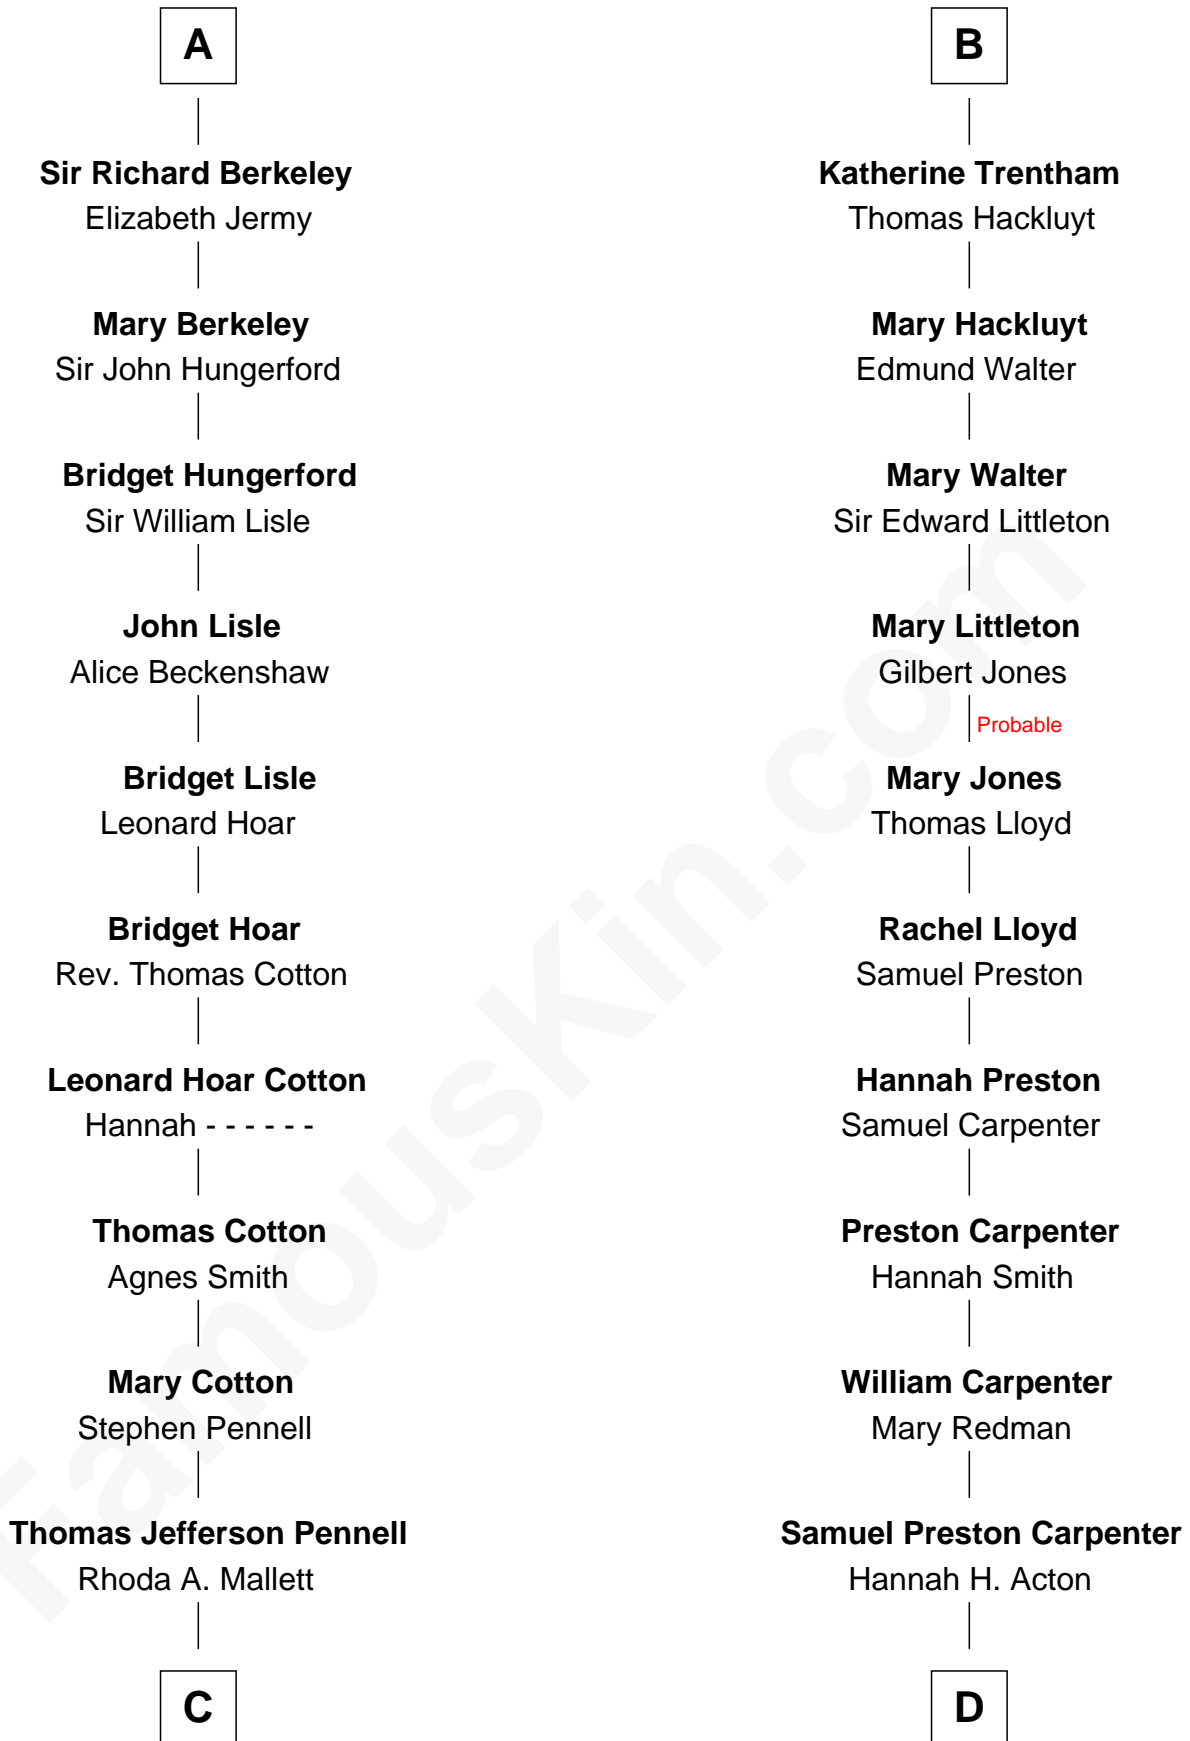 A
Sir Richard Berkeley
Elizabeth Jermy
Mary Berkeley
Sir John Hungerford
Bridget Hungerford
Sir William Lisle
John Lisle
Alice Beckenshaw
Bridget Lisle
Leonard Hoar
Bridget Hoar
Rev. Thomas Cotton
Leonard Hoar Cotton
Hannah - - - - - -
Thomas Cotton
Agnes Smith
Mary Cotton
Stephen Pennell
Thomas Jefferson Pennell
Rhoda A. Mallett
C
B
Katherine Trentham
Thomas Hackluyt
Mary Hackluyt
Edmund Walter
Mary Walter
Sir Edward Littleton
Mary Littleton
Gilbert Jones
Probable
Mary Jones
Thomas Lloyd
Rachel Lloyd
Samuel Preston
Hannah Preston
Samuel Carpenter
Preston Carpenter
Hannah Smith
William Carpenter
Mary Redman
Samuel Preston Carpenter
Hannah H. Acton
D
FamousKin.com